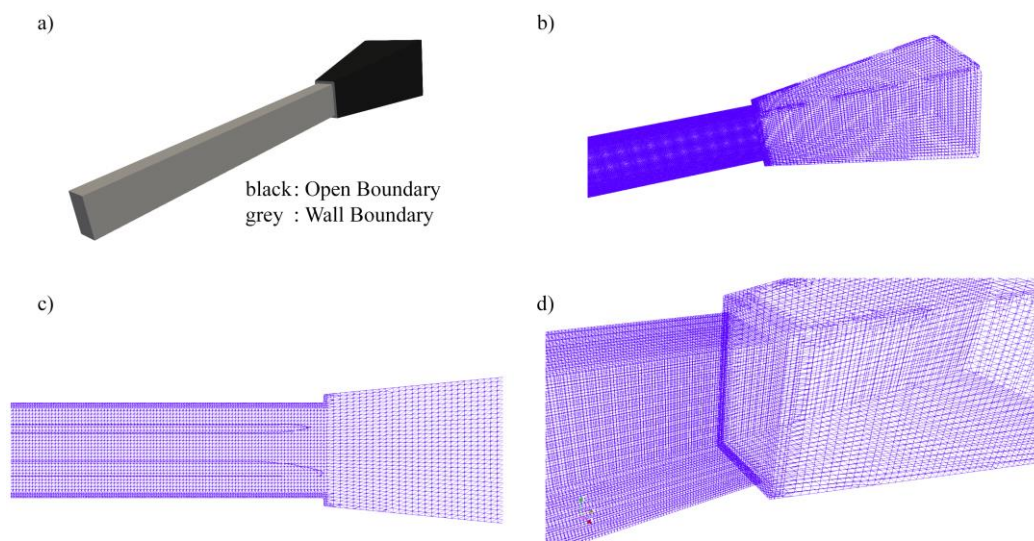 a)
b)
black: Open Boundary
grey : Wall Boundary
c)
d)